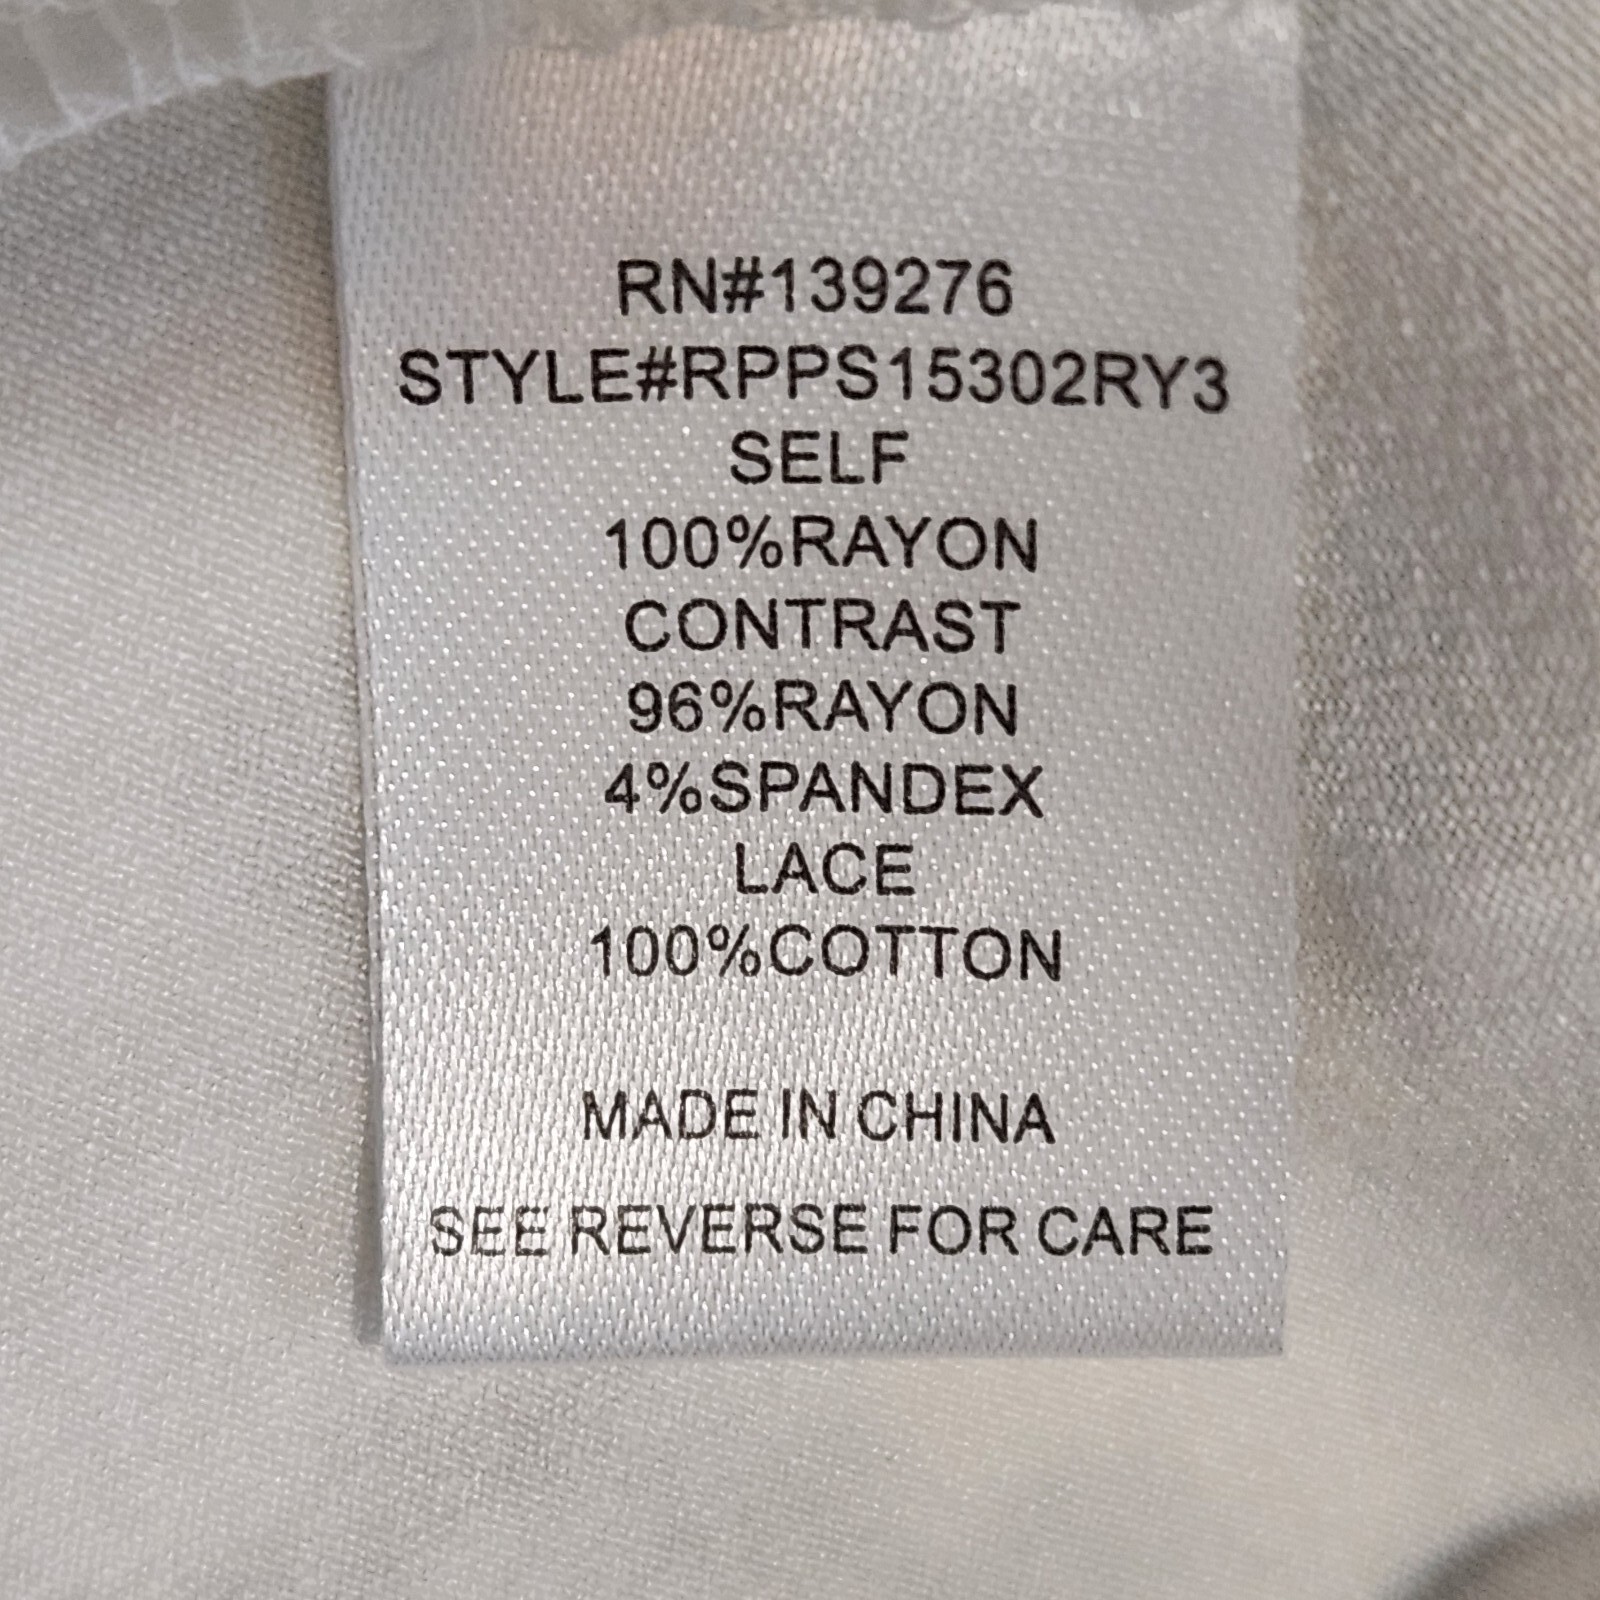 RN#139276
STYLE#RPPS15302RY3
SELF
100%RAYON
CONTRAST
96%RAYON
4%SPANDEX
LACE
100%COTTON
MADE IN CHINA
SEE REVERSE FOR CARE